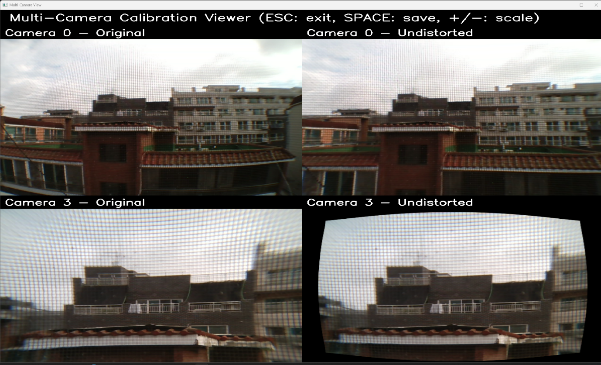 Multi-Camera Calibration Viewer (ESC: exit, SPACE: save, +/-: scale)
Camera 0 - Original
Camera 0 - Undistorted
Camera 3 - Original
Camera 3 - Undistorted